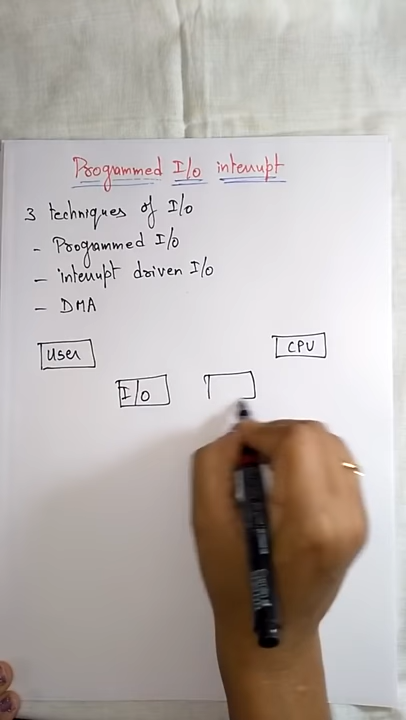 Programmed I/O interrupt
3 techniques of I/O
- Programmed I/O
- interrupt driven I/O
- DMA
User
CPU
I/O